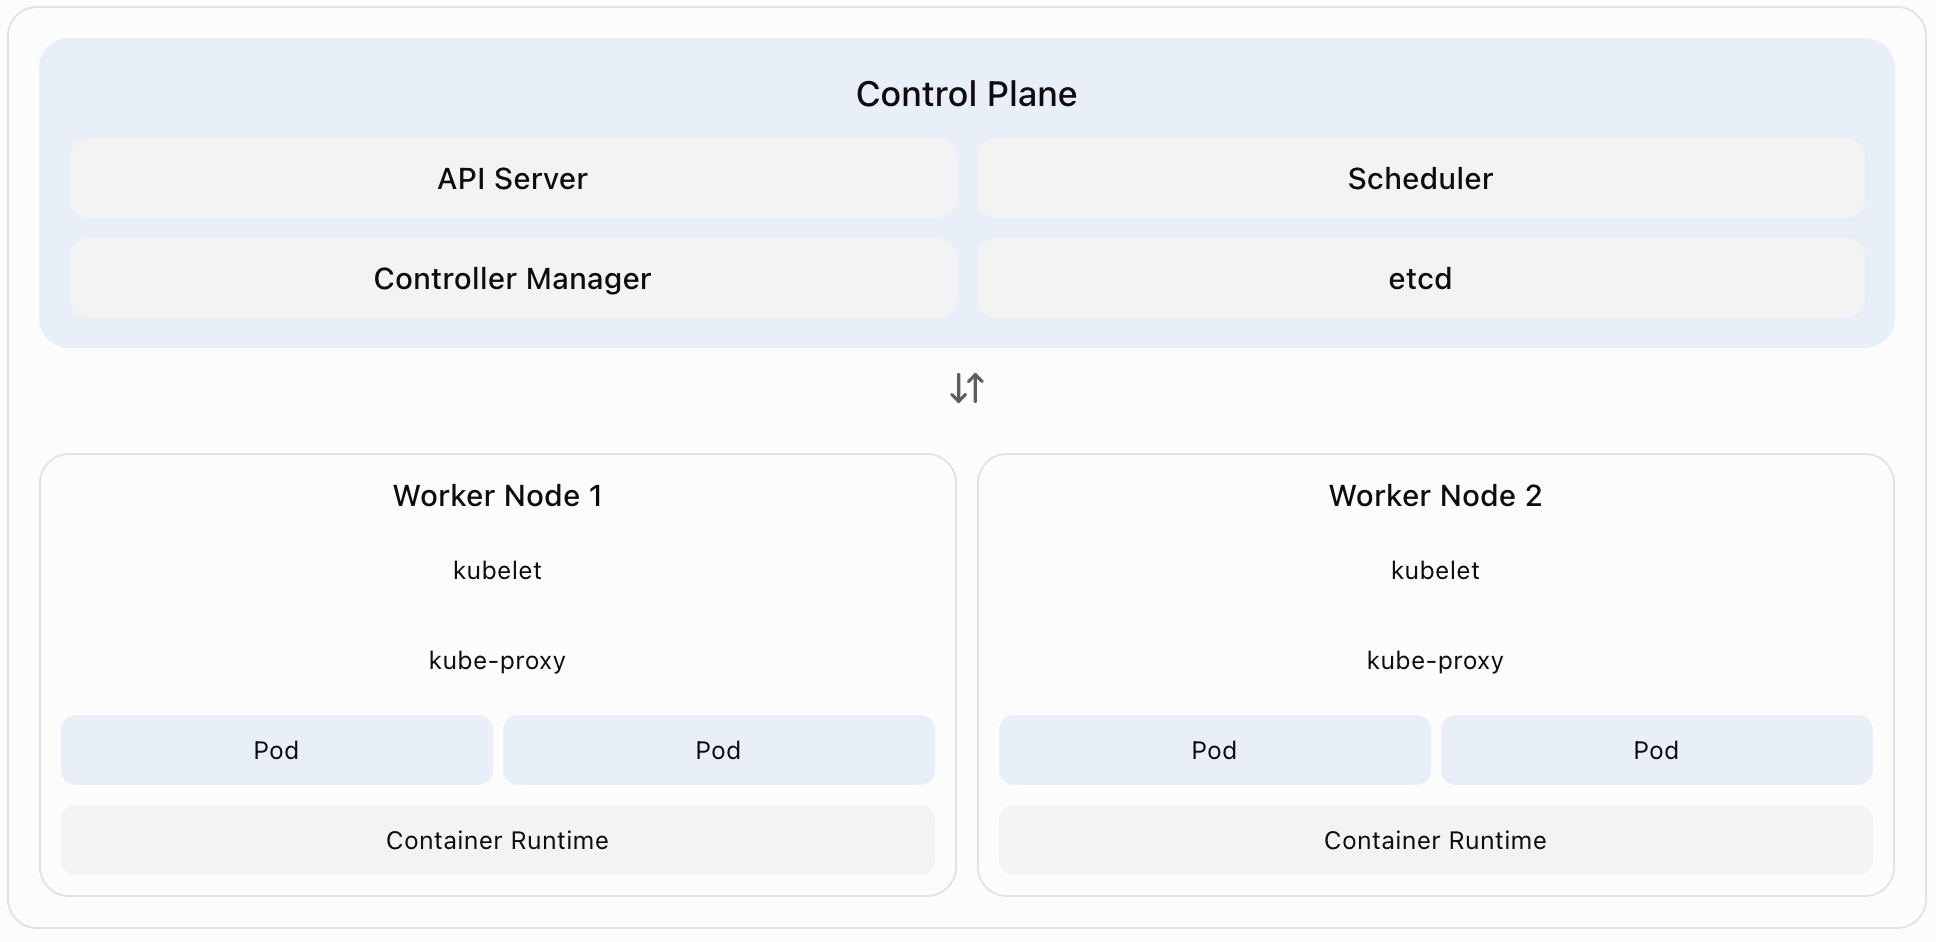 Control Plane
API Server
Scheduler
Controller Manager
etcd
Worker Node 1
kubelet
kube-proxy
Pod
Pod
Container Runtime
Worker Node 2
kubelet
kube-proxy
Pod
Pod
Container Runtime